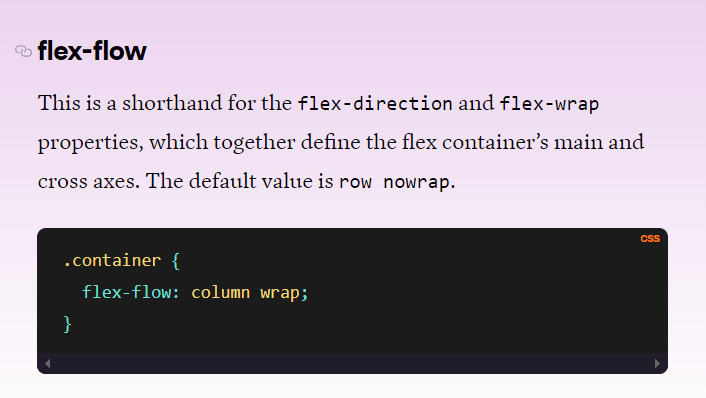 flex-flow
This is a shorthand for the flex-direction and flex-wrap
properties, which together define the flex container’s main and
cross axes. The default value is row nowrap.
CSS
.container {
  flex-flow: column wrap;
}